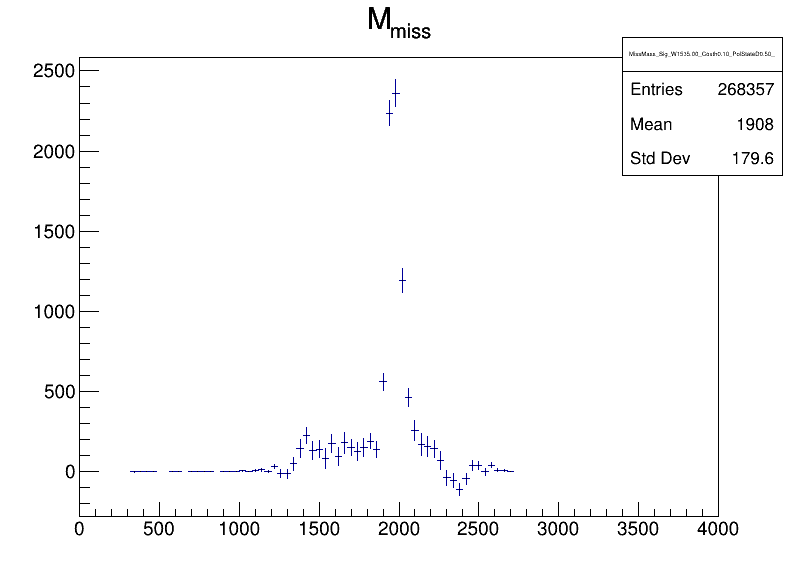 M_miss
MissMass_Sig_W1535.00_Costh0.10_PolStateD0.50_
Entries 268357
Mean 1908
Std Dev 179.6
2500
2000
1500
1000
500
0
0 500 1000 1500 2000 2500 3000 3500 4000